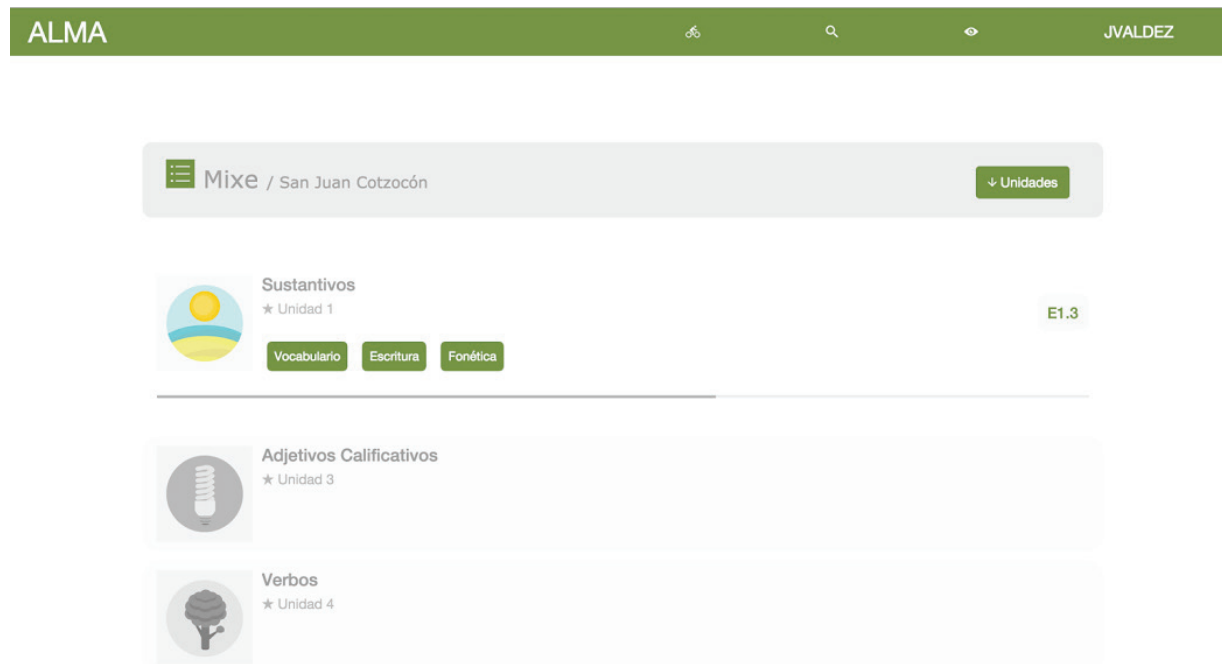 ALMA JVALDEZ
Mixe / San Juan Cotzocón
↓ Unidades
Sustantivos
★ Unidad 1
E1.3
Vocabulario Escritura Fonética
Adjetivos Calificativos
★ Unidad 3
Verbos
★ Unidad 4